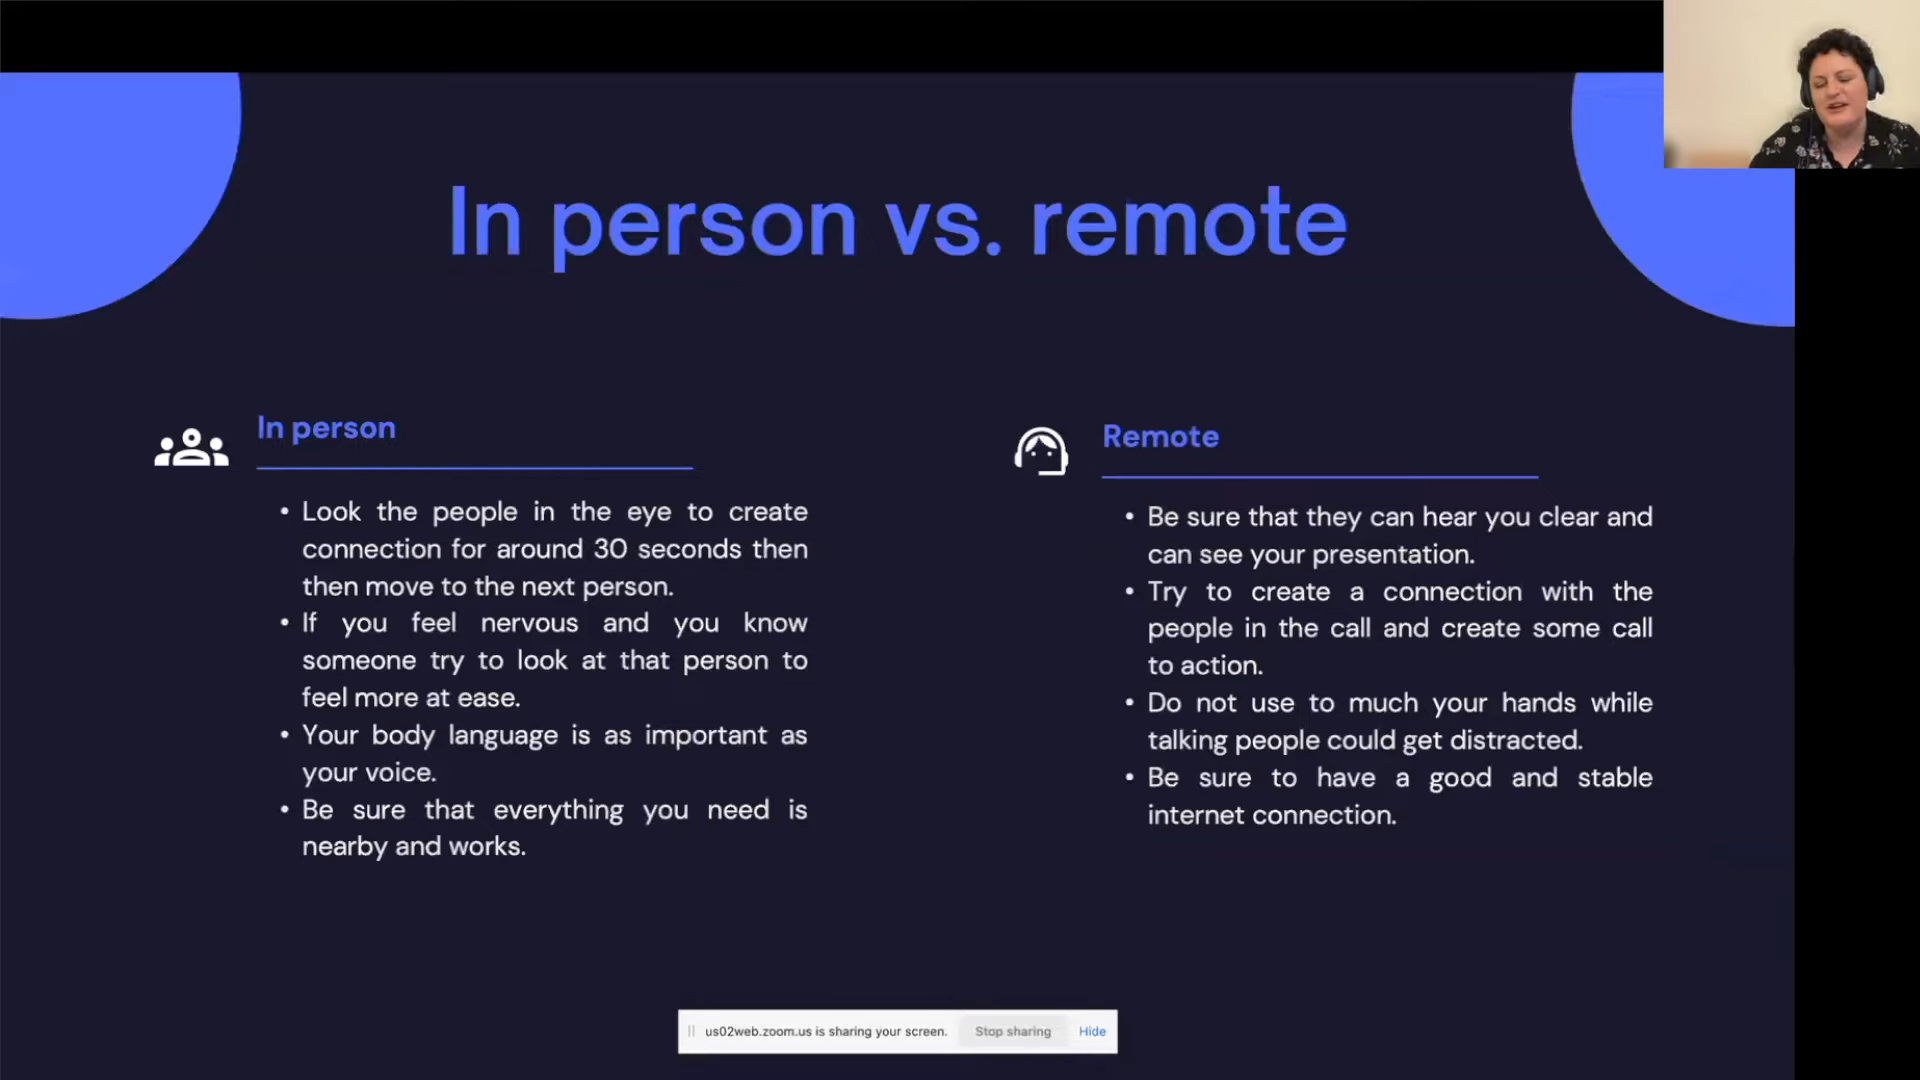 In person vs. remote
In person
Look the people in the eye to create
connection for around 30 seconds then
then move to the next person.
If you feel nervous and you know
someone try to look at that person to
feel more at ease.
Your body language is as important as
your voice.
Be sure that everything you need is
nearby and works.
Remote
Be sure that they can hear you clear and
can see your presentation.
Try to create a connection with the
people in the call and create some call
to action.
Do not use to much your hands while
talking people could get distracted.
Be sure to have a good and stable
internet connection.
us02web.zoom.us is sharing your screen. Stop sharing Hide